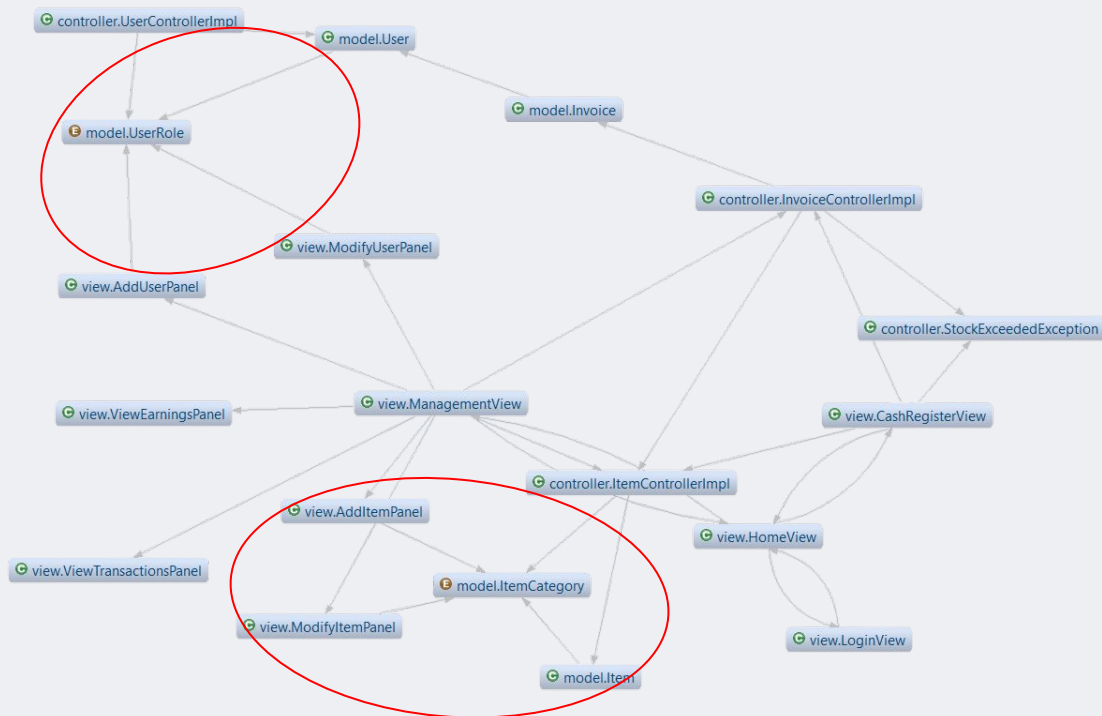 C controller.UserControllerImpl
C model.User
C model.Invoice
E model.UserRole
C controller.InvoiceControllerImpl
C view.ModifyUserPanel
C view.AddUserPanel
C controller.StockExceededException
C view.ManagementView
C view.ViewEarningsPanel
C view.CashRegisterView
C controller.ItemControllerImpl
C view.AddItemPanel
C view.HomeView
C view.ViewTransactionsPanel
E model.ItemCategory
C view.ModifyItemPanel
C view.LoginView
C model.Item